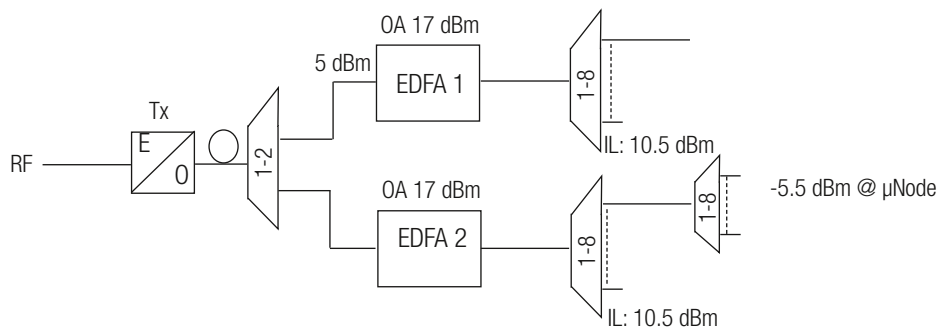 OA 17 dBm
5 dBm
EDFA 1
1-8
Tx
E
O
RF
1-2
IL: 10.5 dBm
OA 17 dBm
EDFA 2
1-8
1-8
-5.5 dBm @ µNode
IL: 10.5 dBm